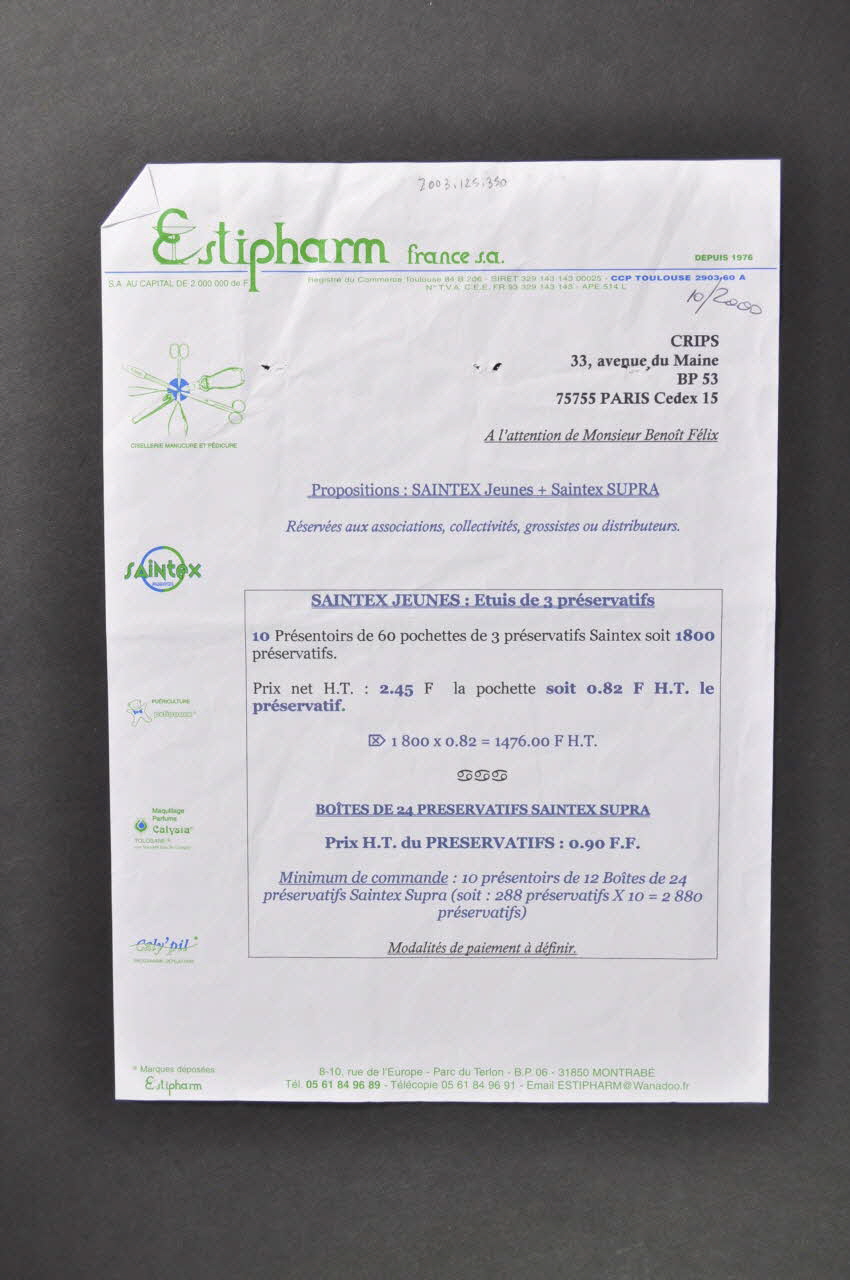 2003.125.350
Estipharm france s.a.
DEPUIS 1976
S.A. AU CAPITAL DE 2 000 000 de F
Registre du Commerce Toulouse 84 B 206 - SIRET 329 143 143 00025 - CCP TOULOUSE 2903/60 A
N° T.V.A. C.E.E. FR 93 329 143 143 - APE 514 L
10/2000
CRIPS
33, avenue du Maine
BP 53
75755 PARIS Cedex 15
A l'attention de Monsieur Benoît Félix
CISELLERIE MANUCURE ET PÉDICURE
Propositions : SAINTEX Jeunes + Saintex SUPRA
Réservées aux associations, collectivités, grossistes ou distributeurs.
SAINTEX
SAINTEX JEUNES : Etuis de 3 préservatifs
10 Présentoirs de 60 pochettes de 3 préservatifs Saintex soit 1800
préservatifs.
Prix net H.T. : 2.45 F la pochette soit 0.82 F H.T. le
préservatif.
PUÉRICULTURE
1 800 x 0.82 = 1476.00 F H.T.
BOÎTES DE 24 PRESERVATIFS SAINTEX SUPRA
Prix H.T. du PRESERVATIFS : 0.90 F.F.
Maquillage
Parfums
Calysia*
TOLOSANE *
Minimum de commande : 10 présentoirs de 12 Boîtes de 24
préservatifs Saintex Supra (soit : 288 préservatifs X 10 = 2 880
préservatifs)
Modalités de paiement à définir.
Caly'pil *
* Marques déposées
Estipharm
8-10, rue de l'Europe - Parc du Terlon - B.P. 06 - 31850 MONTRABÉ
Tél. 05 61 84 96 89 - Télécopie 05 61 84 96 91 - Email ESTIPHARM@Wanadoo.fr